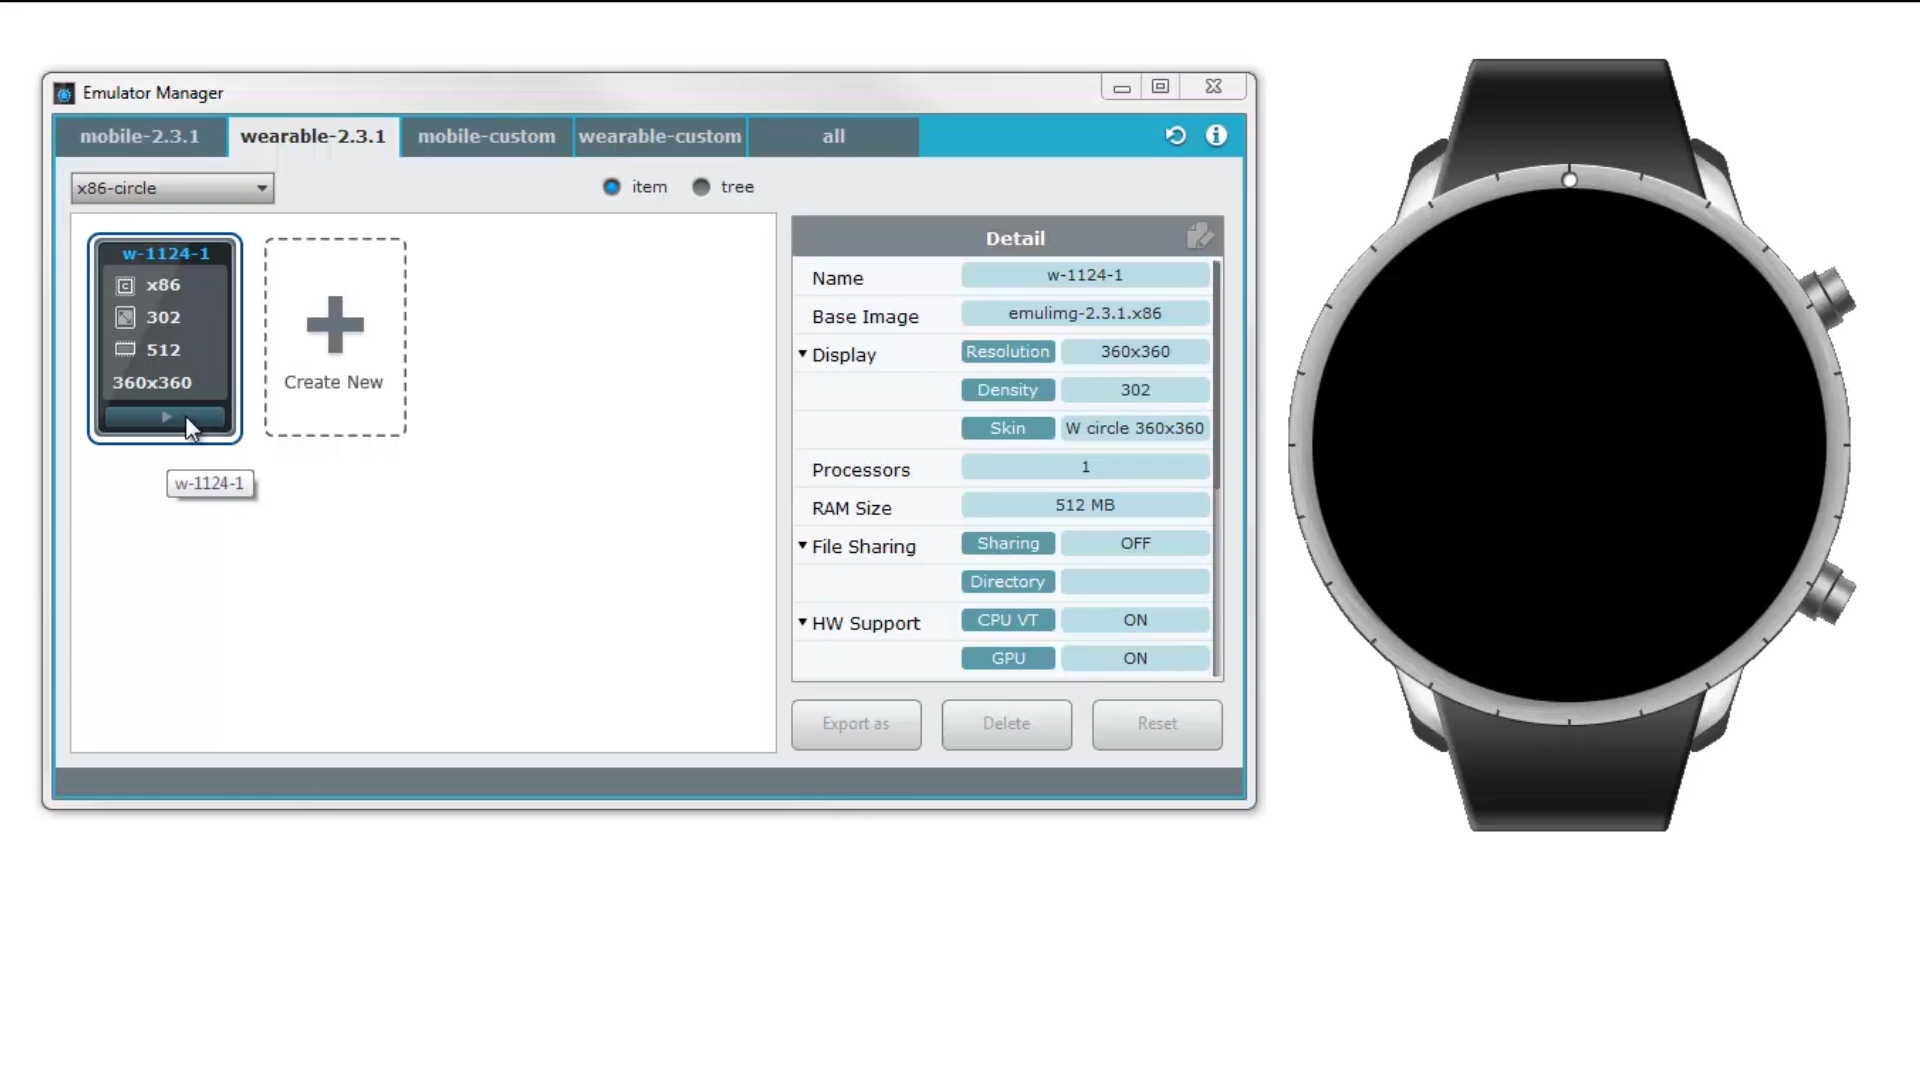 Emulator Manager
mobile-2.3.1 wearable-2.3.1 mobile-custom wearable-custom all
x86-circle item tree
w-1124-1
x86
302
512
360x360
Create New
w-1124-1
Detail
Name w-1124-1
Base Image emulimg-2.3.1.x86
Display Resolution 360x360
Density 302
Skin W circle 360x360
Processors 1
RAM Size 512 MB
File Sharing Sharing OFF
Directory
HW Support CPU VT ON
GPU ON
Export as Delete Reset